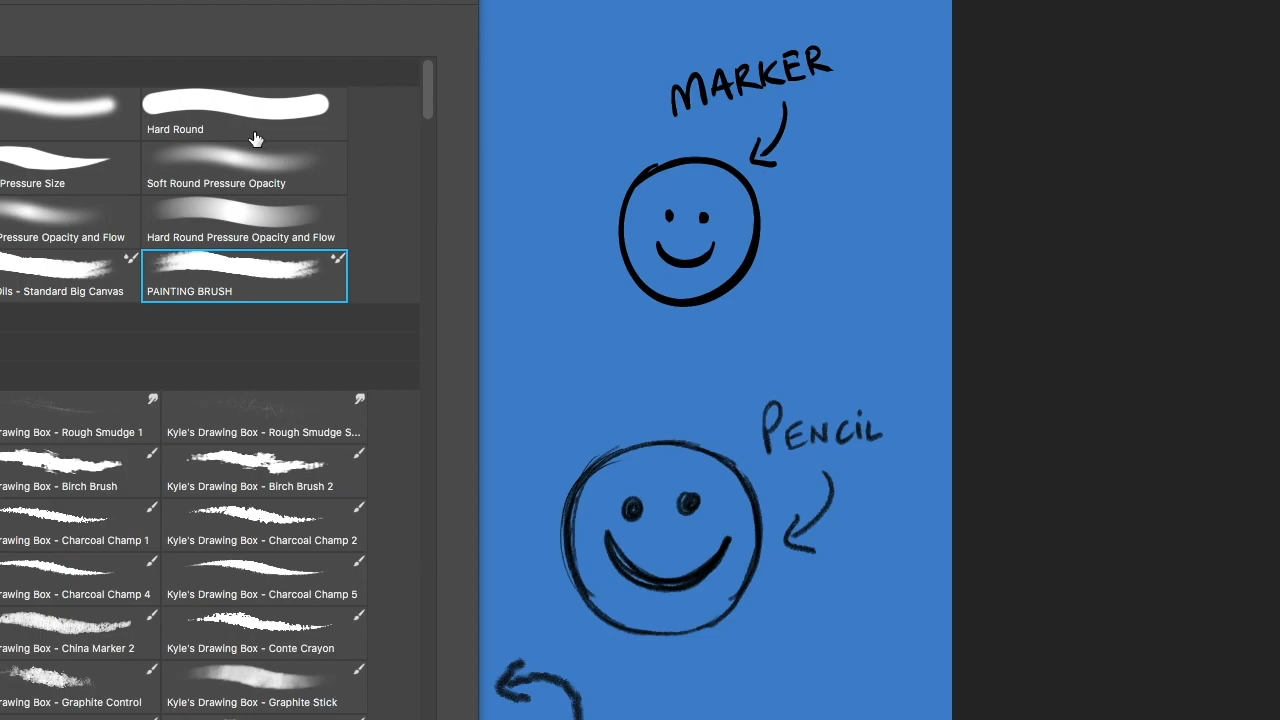 Hard Round
Pressure Size
Soft Round Pressure Opacity
Pressure Opacity and Flow
Hard Round Pressure Opacity and Flow
- Standard Big Canvas
PAINTING BRUSH
Drawing Box - Rough Smudge 1
Kyle's Drawing Box - Rough Smudge S...
rawing Box - Birch Brush
Kyle's Drawing Box - Birch Brush 2
rawing Box - Charcoal Champ 1
Kyle's Drawing Box - Charcoal Champ 2
rawing Box - Charcoal Champ 4
Kyle's Drawing Box - Charcoal Champ 5
rawing Box - China Marker 2
Kyle's Drawing Box - Conte Crayon
rawing Box - Graphite Control
Kyle's Drawing Box - Graphite Stick
MARKER
PENCIL